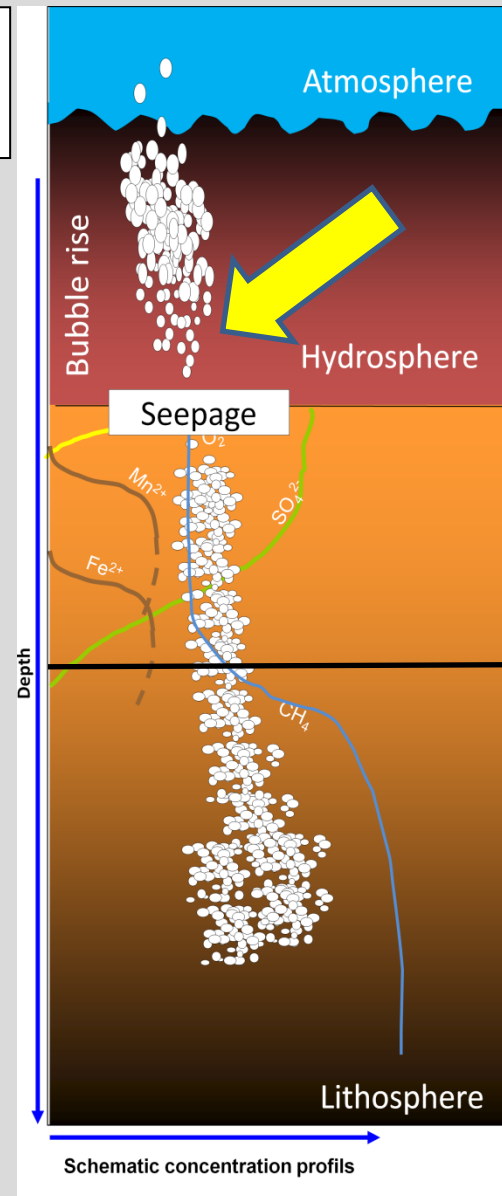 Atmosphere
Bubble rise
Hydrosphere
Seepage
O₂
Mn²⁺
SO₄²⁻
Fe²⁺
Depth
CH₄
Lithosphere
Schematic concentration profils